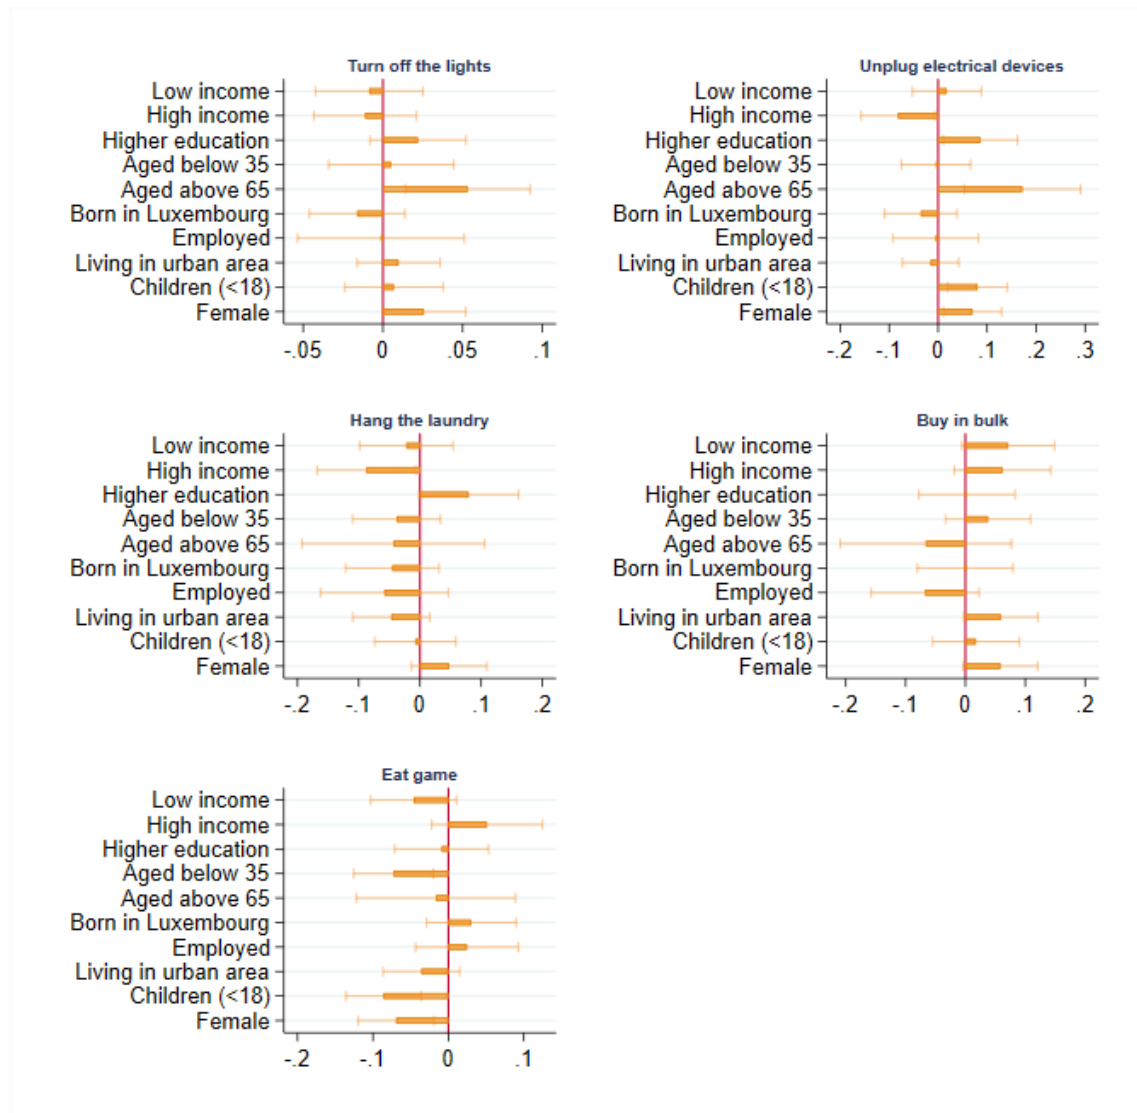 Turn off the lights
Low income
High income
Higher education
Aged below 35
Aged above 65
Born in Luxembourg
Employed
Living in urban area
Children (<18)
Female
-.05 0 .05 .1
Unplug electrical devices
Low income
High income
Higher education
Aged below 35
Aged above 65
Born in Luxembourg
Employed
Living in urban area
Children (<18)
Female
-.2 -.1 0 .1 .2 .3
Hang the laundry
Low income
High income
Higher education
Aged below 35
Aged above 65
Born in Luxembourg
Employed
Living in urban area
Children (<18)
Female
-.2 -.1 0 .1 .2
Buy in bulk
Low income
High income
Higher education
Aged below 35
Aged above 65
Born in Luxembourg
Employed
Living in urban area
Children (<18)
Female
-.2 -.1 0 .1 .2
Eat game
Low income
High income
Higher education
Aged below 35
Aged above 65
Born in Luxembourg
Employed
Living in urban area
Children (<18)
Female
-.2 -.1 0 .1